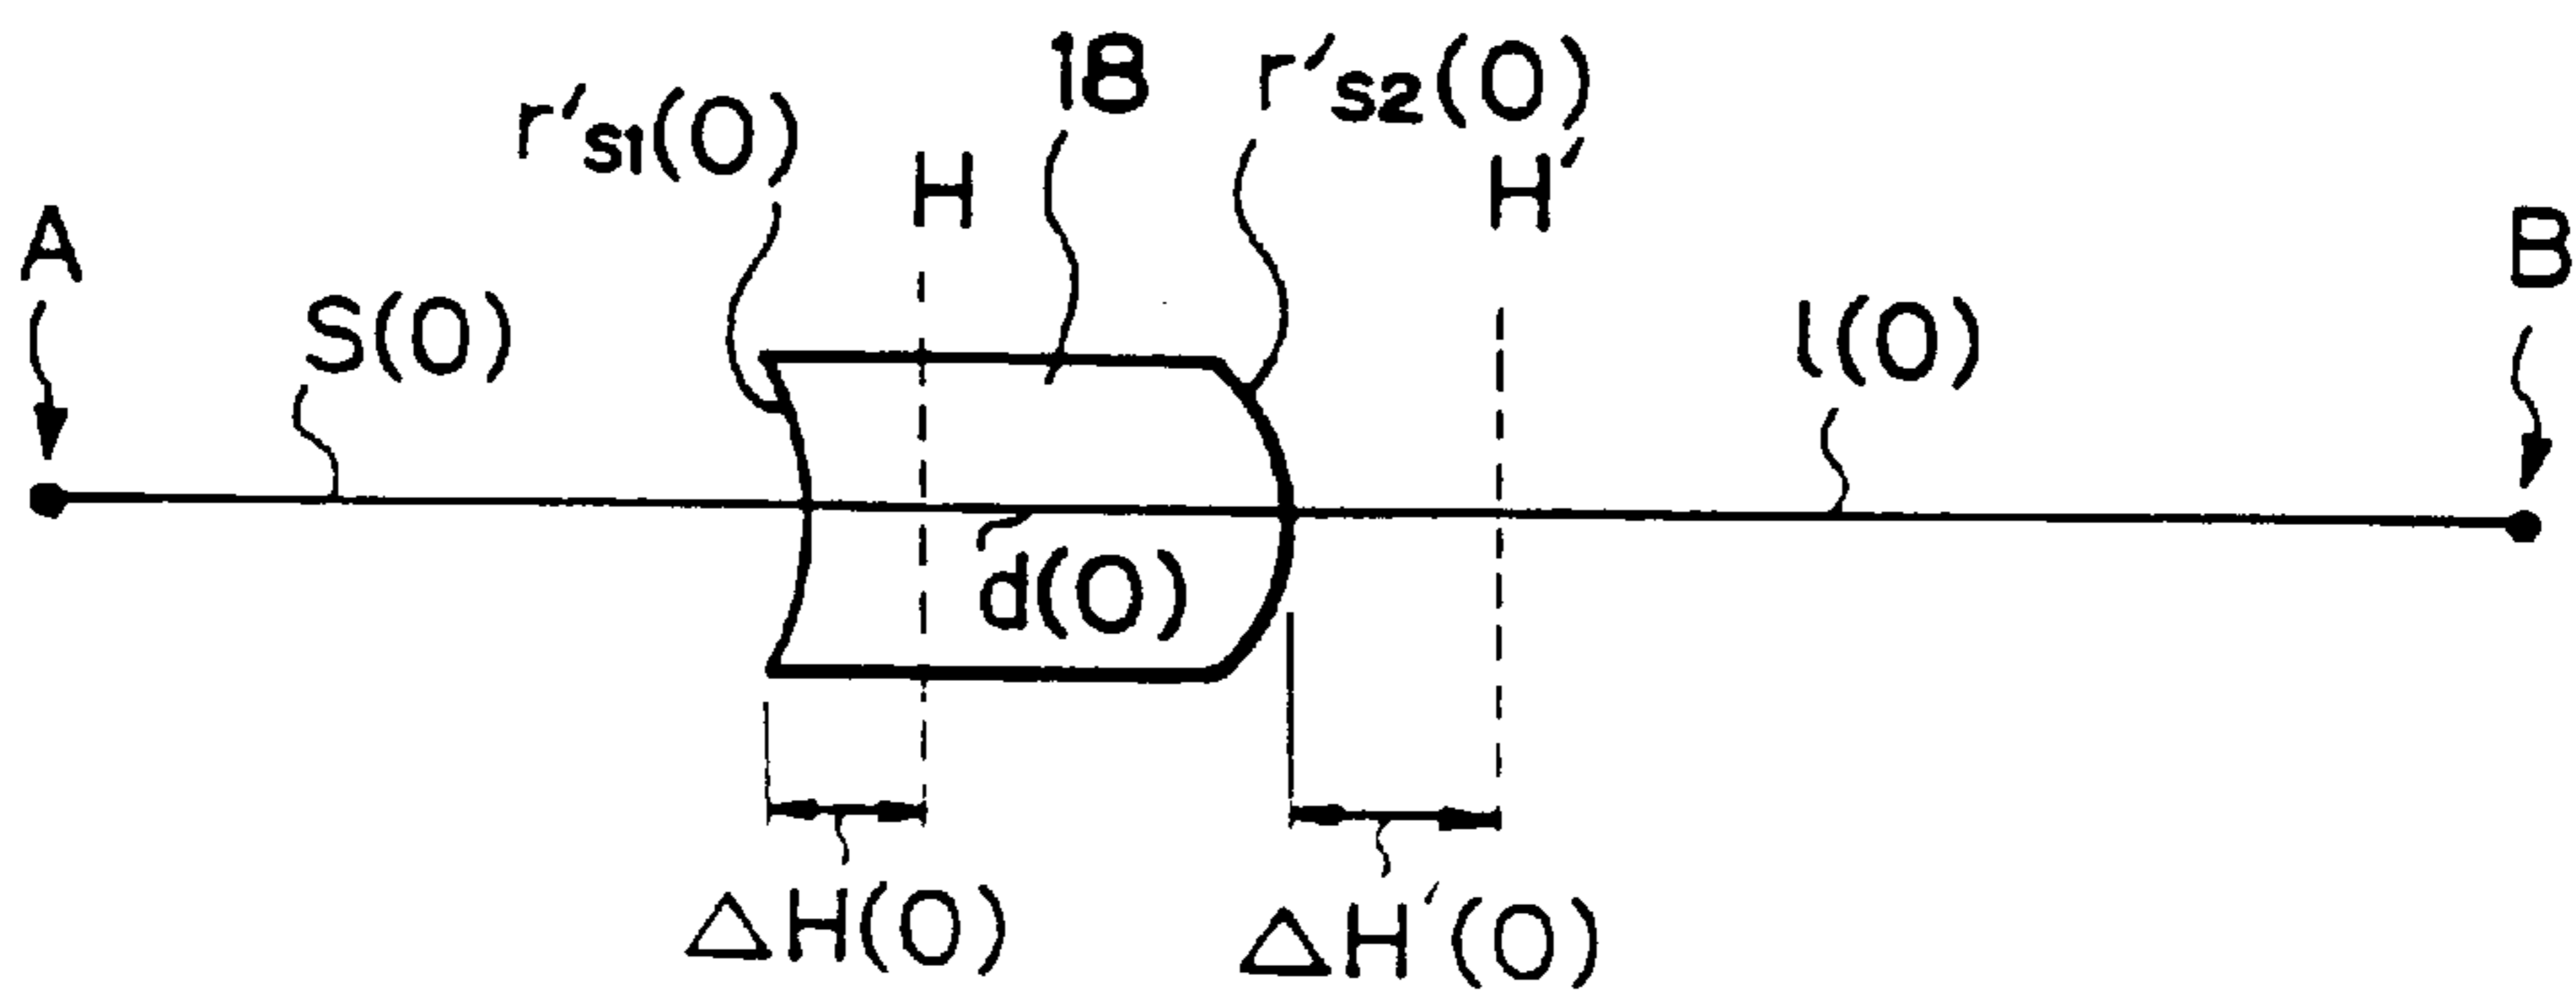 18
r's1(0)
r's2(0)
H
H'
A
B
S(0)
l(0)
d(0)
ΔH(0)
ΔH'(0)